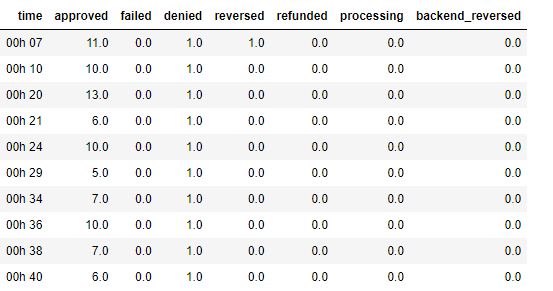 time approved failed denied reversed refunded processing backend_reversed
00h 07 11.0 0.0 1.0 1.0 0.0 0.0 0.0
00h 10 10.0 0.0 1.0 0.0 0.0 0.0 0.0
00h 20 13.0 0.0 1.0 0.0 0.0 0.0 0.0
00h 21 6.0 0.0 1.0 0.0 0.0 0.0 0.0
00h 24 10.0 0.0 1.0 0.0 0.0 0.0 0.0
00h 29 5.0 0.0 1.0 0.0 0.0 0.0 0.0
00h 34 7.0 0.0 1.0 0.0 0.0 0.0 0.0
00h 36 10.0 0.0 1.0 0.0 0.0 0.0 0.0
00h 38 7.0 0.0 1.0 0.0 0.0 0.0 0.0
00h 40 6.0 0.0 1.0 0.0 0.0 0.0 0.0